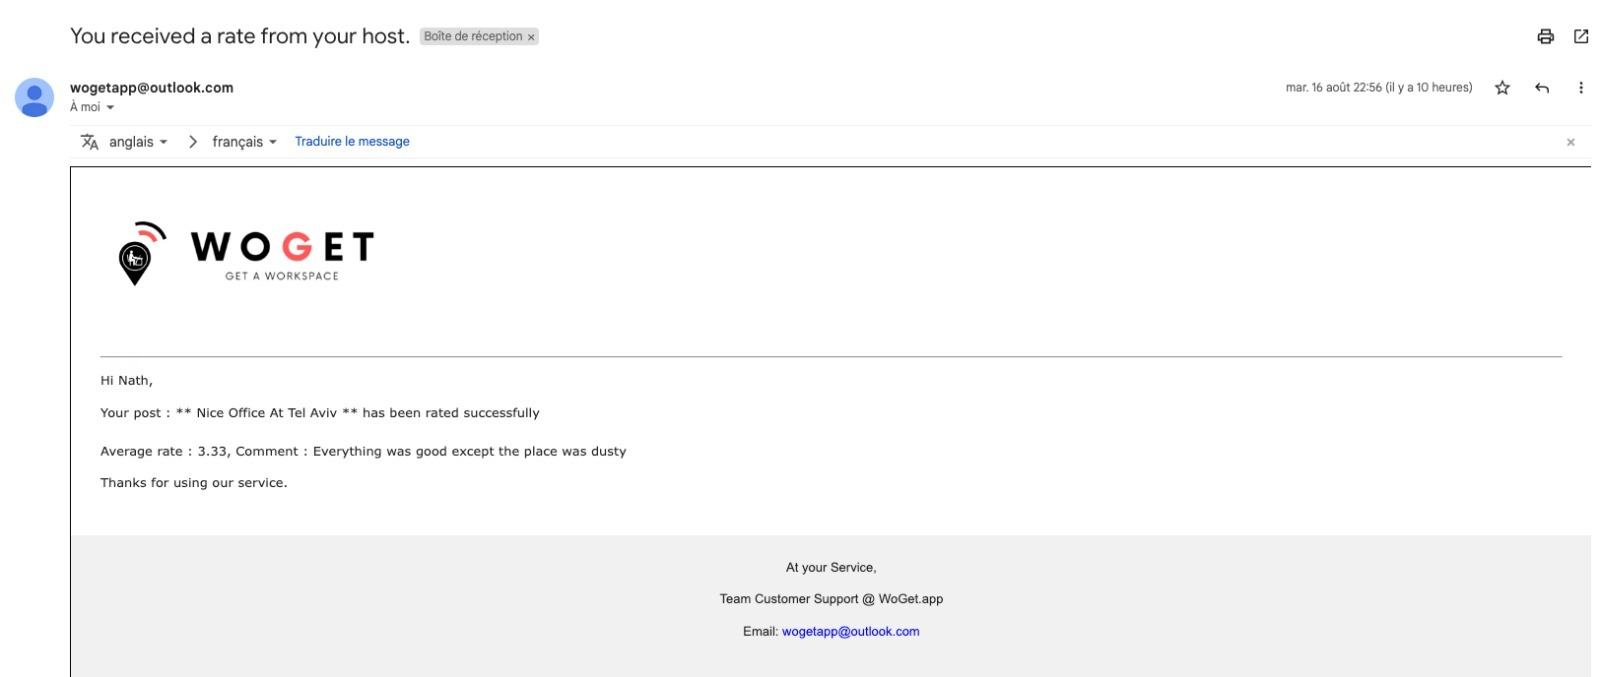 You received a rate from your host. Boîte de réception ×
wogetapp@outlook.com mar. 16 août 22:56 (il y a 10 heures)
À moi
anglais français Traduire le message ×
WOGET
GET A WORKSPACE
Hi Nath,
Your post : ** Nice Office At Tel Aviv ** has been rated successfully
Average rate : 3.33, Comment : Everything was good except the place was dusty
Thanks for using our service.
At your Service,
Team Customer Support @ WoGet.app
Email: wogetapp@outlook.com